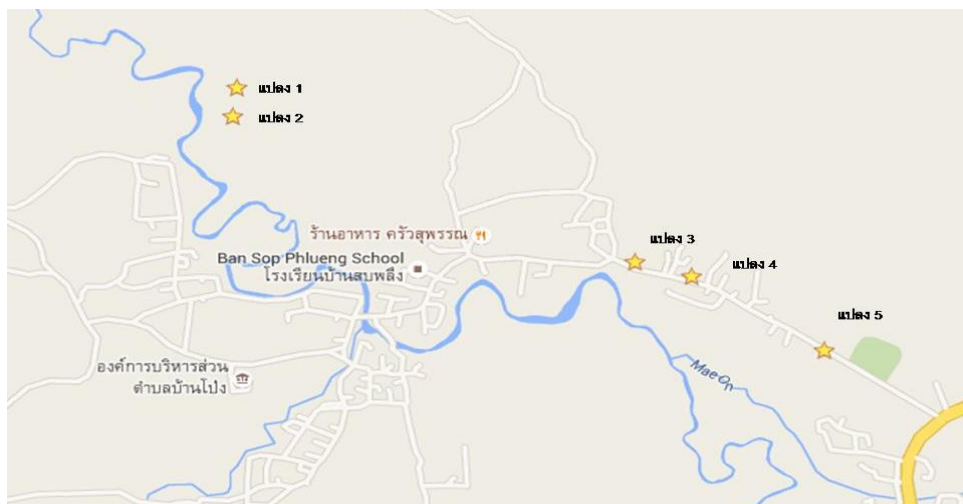 แปลง 1
แปลง 2
ร้านอาหาร ครัวสุพรรณ
แปลง 3
Ban Sop Phlueng School
โรงเรียนบ้านสบพลึง
แปลง 4
แปลง 5
องค์การบริหารส่วน
ตำบลบ้านโป่ง
Mae On